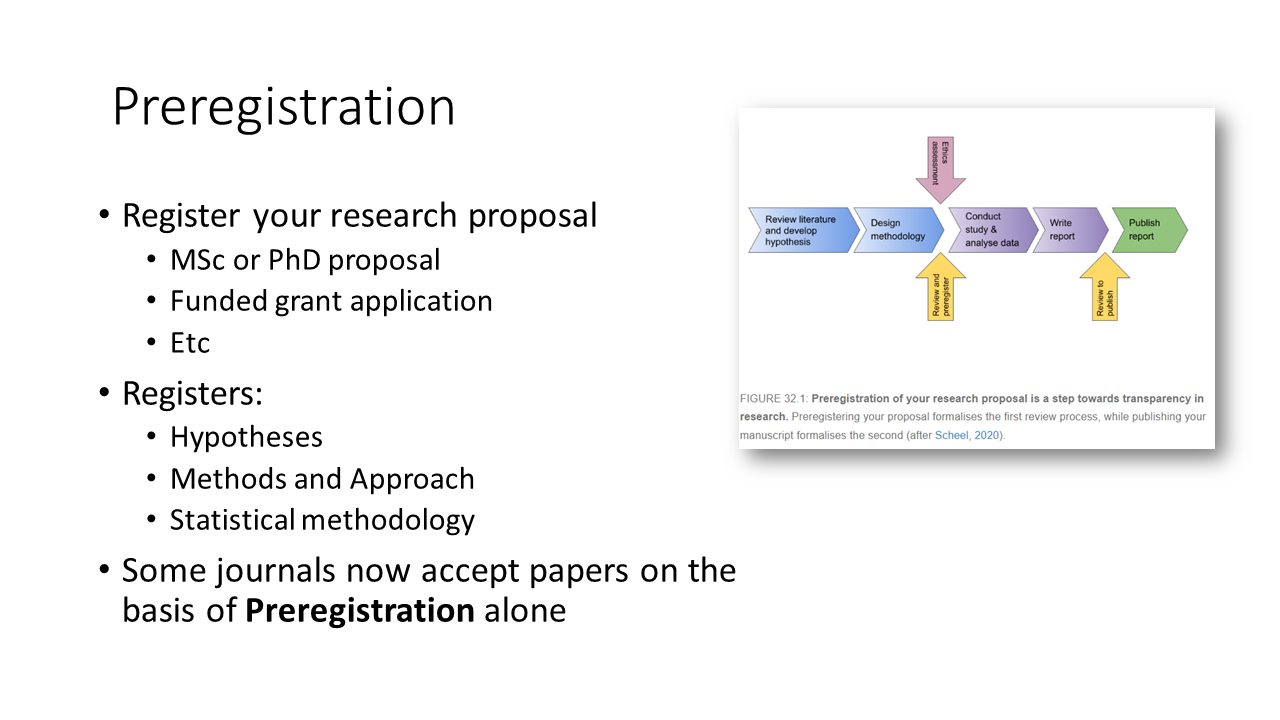 Preregistration
• Register your research proposal
• MSc or PhD proposal
• Funded grant application
• Etc
• Registers:
• Hypotheses
• Methods and Approach
• Statistical methodology
• Some journals now accept papers on the
basis of Preregistration alone
Ethics
assessment
Review literature
and develop
hypothesis
Design
methodology
Conduct
study &
analyse data
Write
report
Publish
report
Review and
preregister
Review to
publish
FIGURE 32.1: Preregistration of your research proposal is a step towards transparency in
research. Preregistering your proposal formalises the first review process, while publishing your
manuscript formalises the second (after Scheel, 2020).